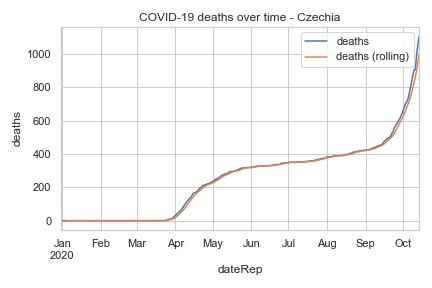 COVID-19 deaths over time - Czechia
deaths
deaths (rolling)
deaths
1000
800
600
400
200
0
Jan Feb Mar Apr May Jun Jul Aug Sep Oct
2020
dateRep